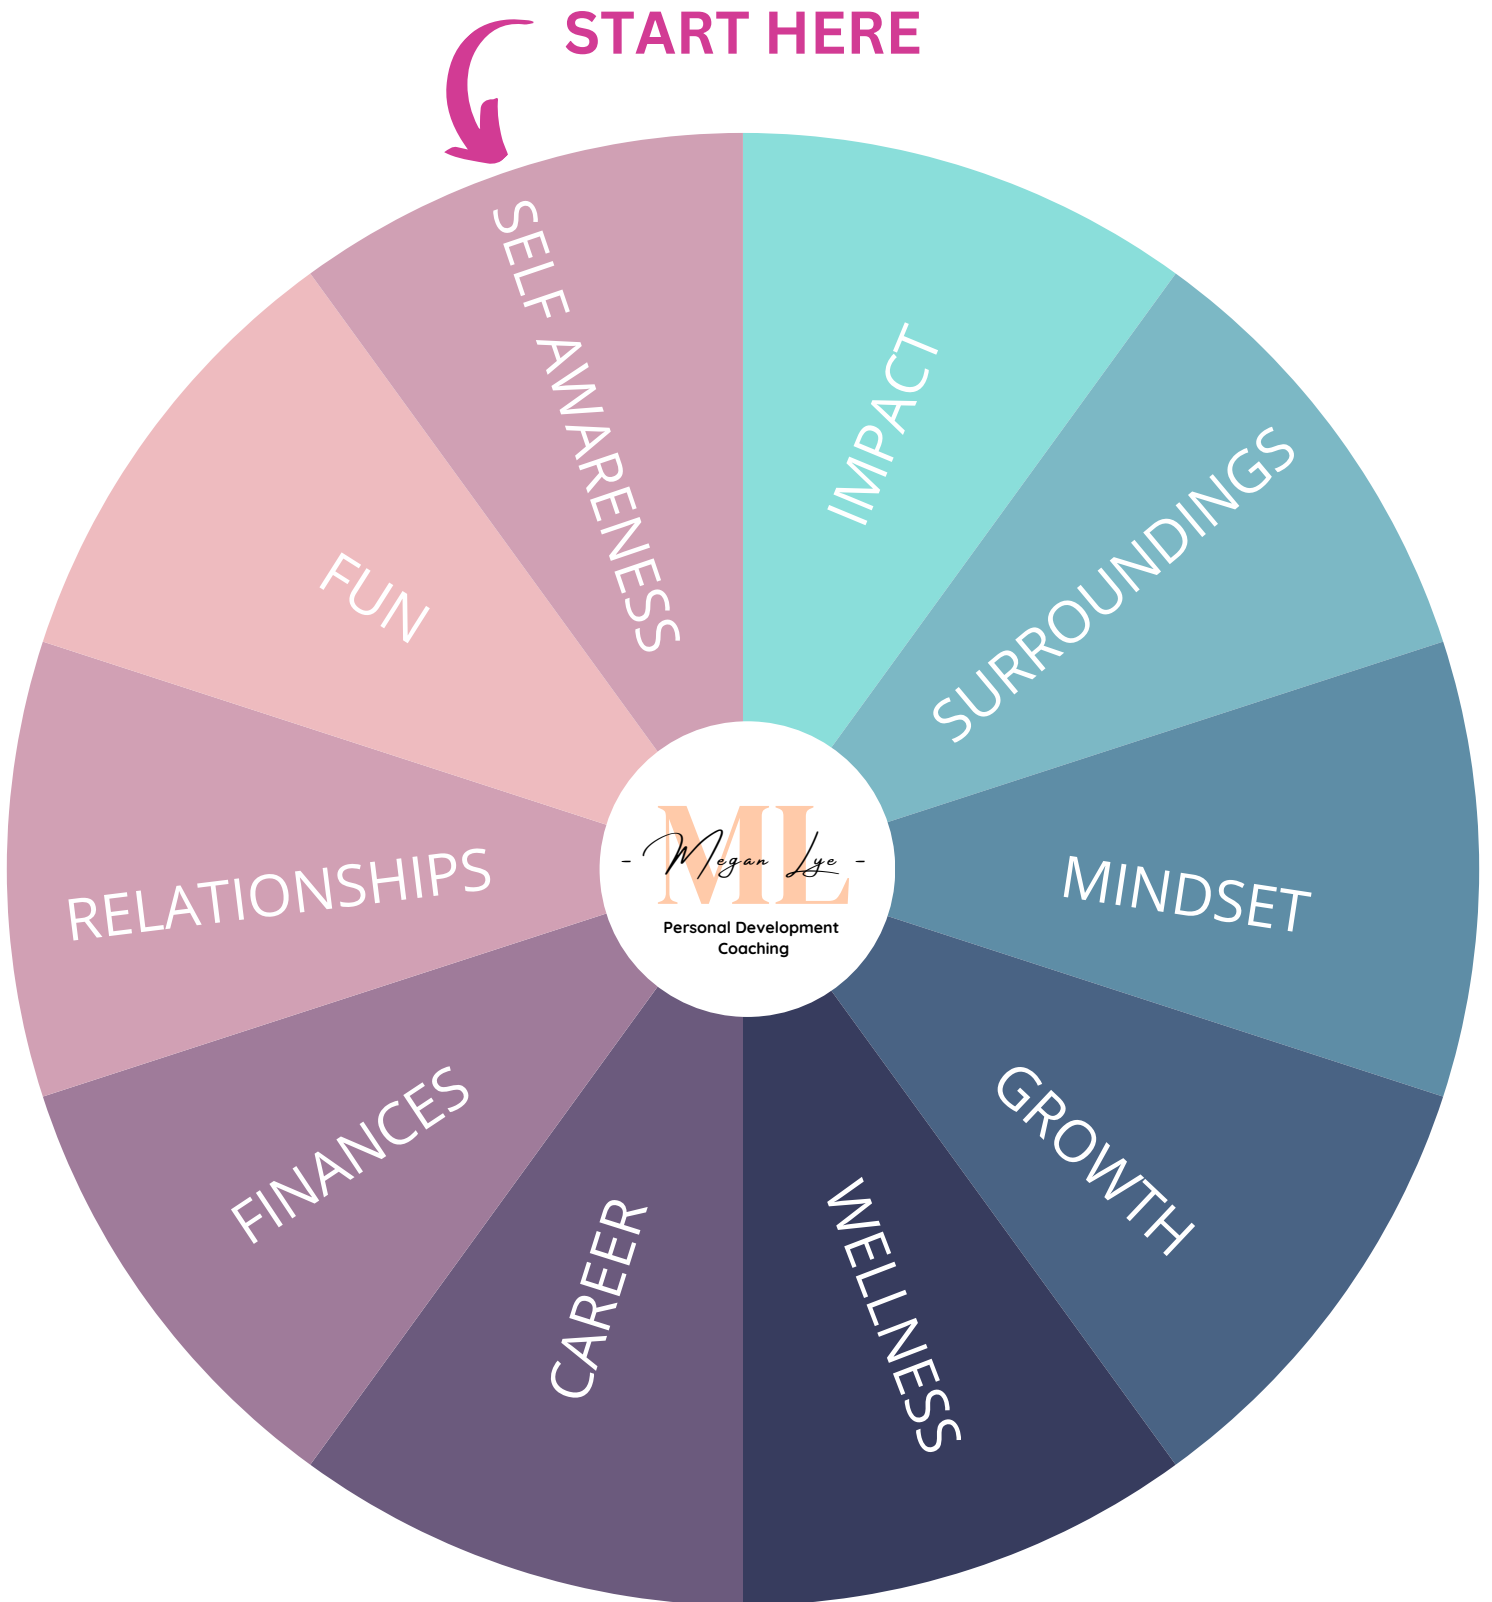 START HERE
SELF AWARENESS
IMPACT
SURROUNDINGS
MINDSET
GROWTH
WELLNESS
CAREER
FINANCES
RELATIONSHIPS
FUN
ML
- Megan Lye -
Personal Development
Coaching